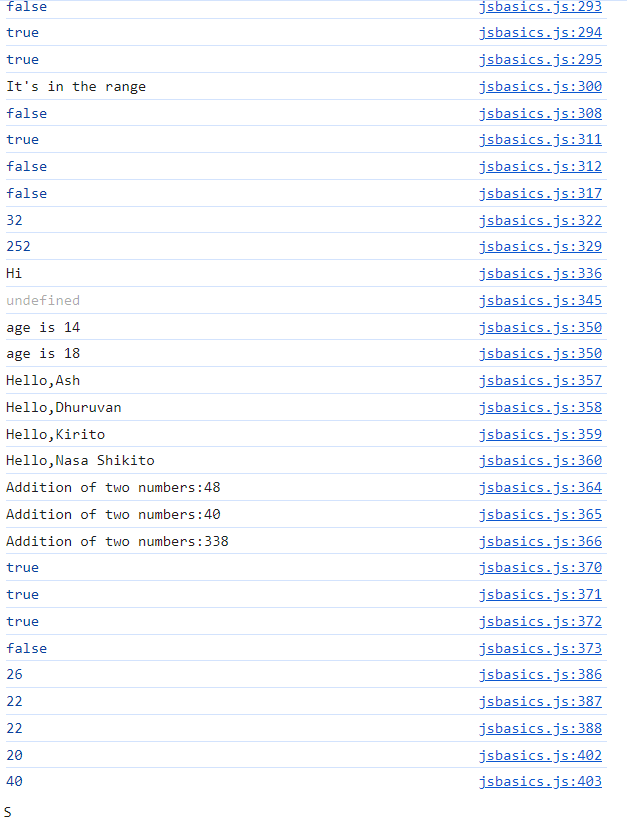 false jsbasics.js:293
true jsbasics.js:294
true jsbasics.js:295
It's in the range jsbasics.js:300
false jsbasics.js:308
true jsbasics.js:311
false jsbasics.js:312
false jsbasics.js:317
32 jsbasics.js:322
252 jsbasics.js:329
Hi jsbasics.js:336
undefined jsbasics.js:345
age is 14 jsbasics.js:350
age is 18 jsbasics.js:350
Hello,Ash jsbasics.js:357
Hello,Dhuruvan jsbasics.js:358
Hello,Kirito jsbasics.js:359
Hello,Nasa Shikito jsbasics.js:360
Addition of two numbers:48 jsbasics.js:364
Addition of two numbers:40 jsbasics.js:365
Addition of two numbers:338 jsbasics.js:366
true jsbasics.js:370
true jsbasics.js:371
true jsbasics.js:372
false jsbasics.js:373
26 jsbasics.js:386
22 jsbasics.js:387
22 jsbasics.js:388
20 jsbasics.js:402
40 jsbasics.js:403
S